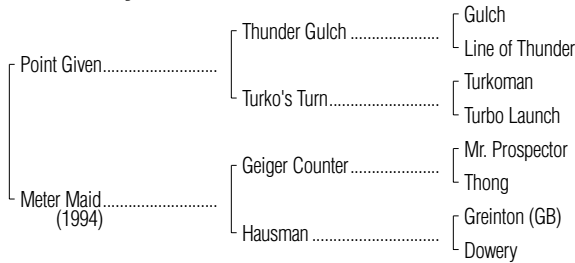 Gulch
Thunder Gulch ....................
Line of Thunder
Point Given..........................
Turkoman
Turko's Turn.........................
Turbo Launch
Mr. Prospector
Geiger Counter ....................
Thong
Meter Maid..........................
(1994)
Greinton (GB)
Hausman .............................
Dowery